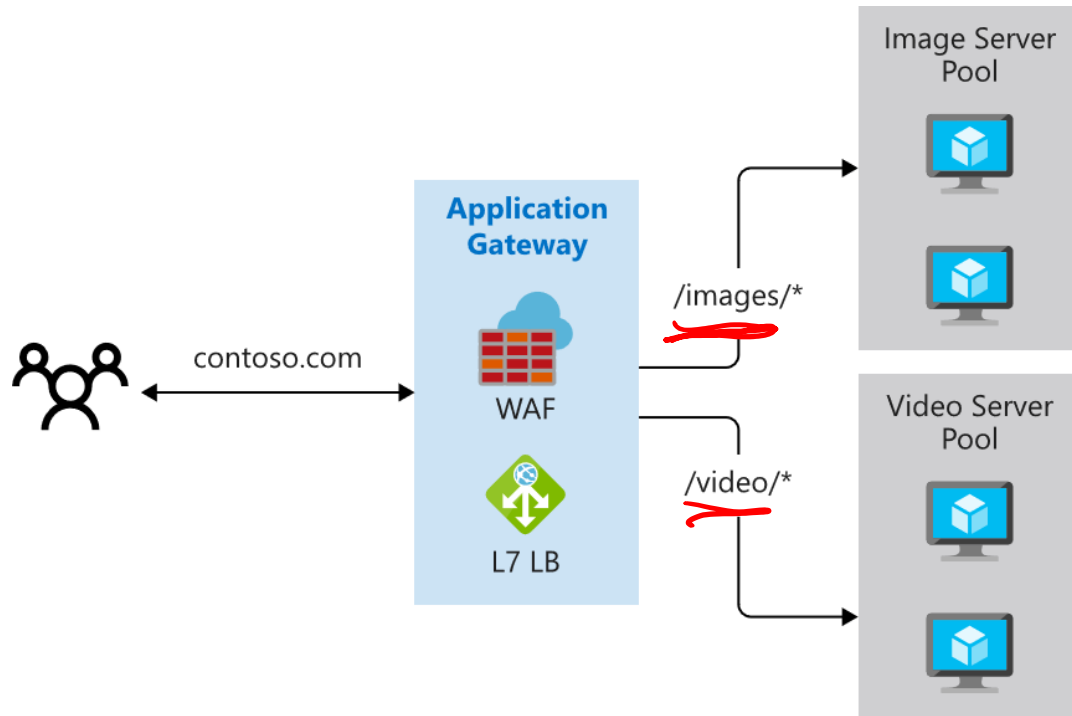 Image Server
Pool
Application
Gateway
/images/*
contoso.com
WAF
Video Server
Pool
/video/*
L7 LB